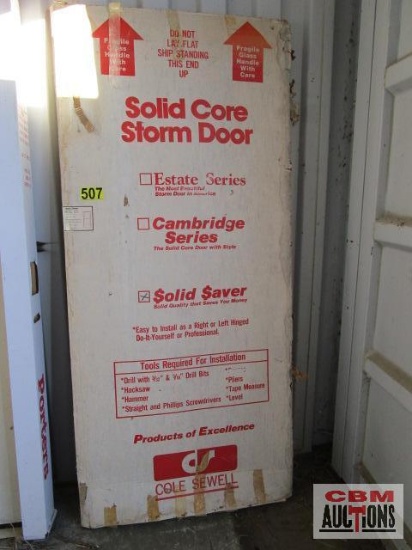 Fragile
Glass
Handle
With
Care
DO NOT
LAY FLAT
SHIP STANDING
THIS END
UP
Fragile
Glass
Handle
With
Care
Solid Core
Storm Door
507
Estate Series
The Most Beautiful
Storm Door in America
Cambridge
Series
The Solid Core Door with Style
$olid $aver
Solid Quality that Saves You Money
*Easy to Install as a Right or Left Hinged
Do-It-Yourself or Professional.
Tools Required For Installation
*Drill with & Drill Bits
*Hacksaw
*Hammer
*Straight and Phillips Screwdrivers
*Pliers
*Tape Measure
*Level
Products of Excellence
CS
COLE SEWELL
CBM
AUCTIONS